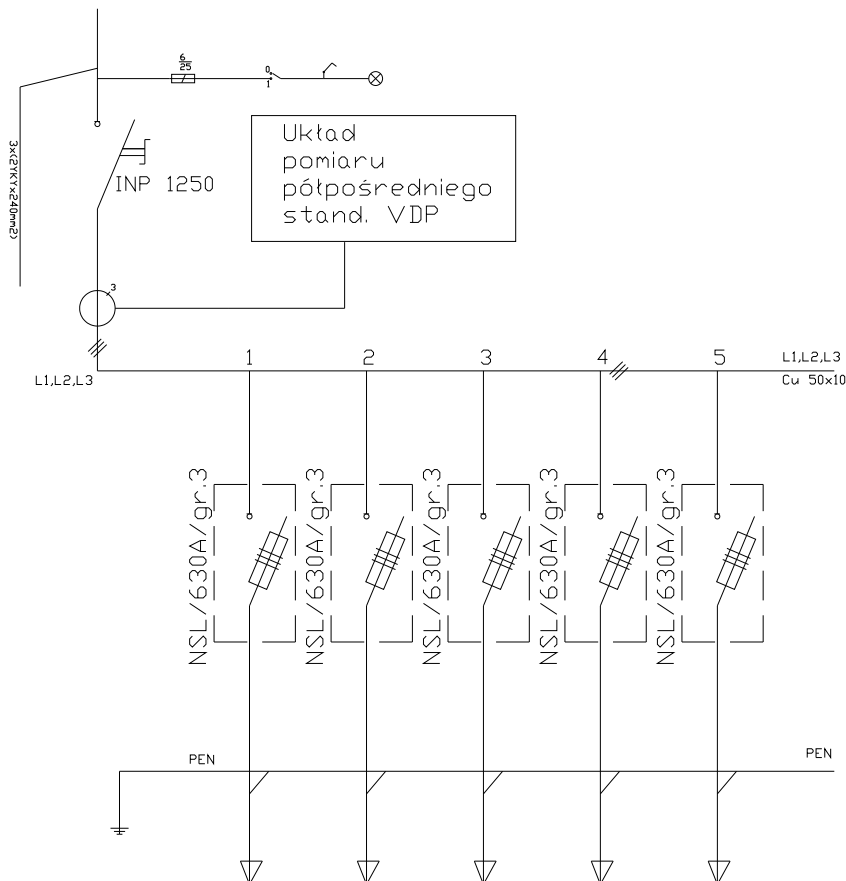 6
25
0
1
3x(2YKYx240mm2)
INP 1250
Układ
pomiaru
półpośredniego
stand. VDP
3
L1,L2,L3
1
2
3
4
5
L1,L2,L3
Cu 50x10
NSL/630A/gr.3
NSL/630A/gr.3
NSL/630A/gr.3
NSL/630A/gr.3
NSL/630A/gr.3
PEN
PEN